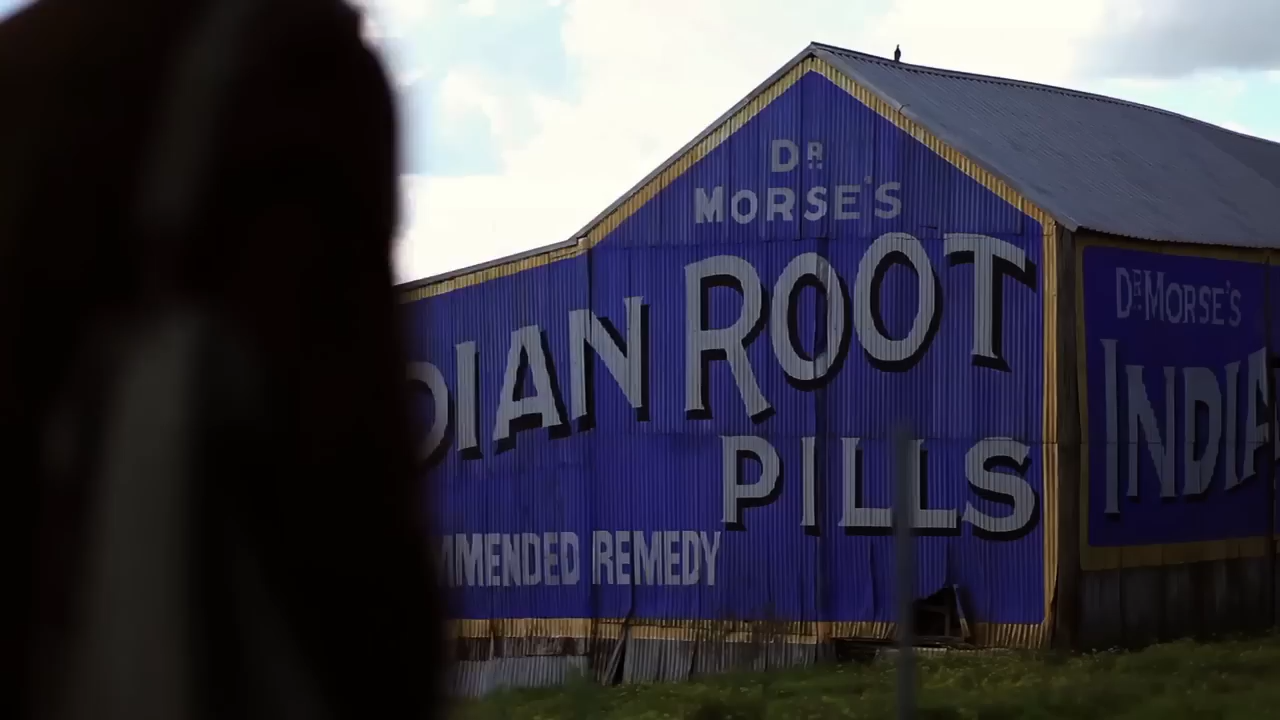 DR
MORSE'S
DIAN ROOT
PILLS
MMENDED REMEDY
DR MORSE'S
INDIA